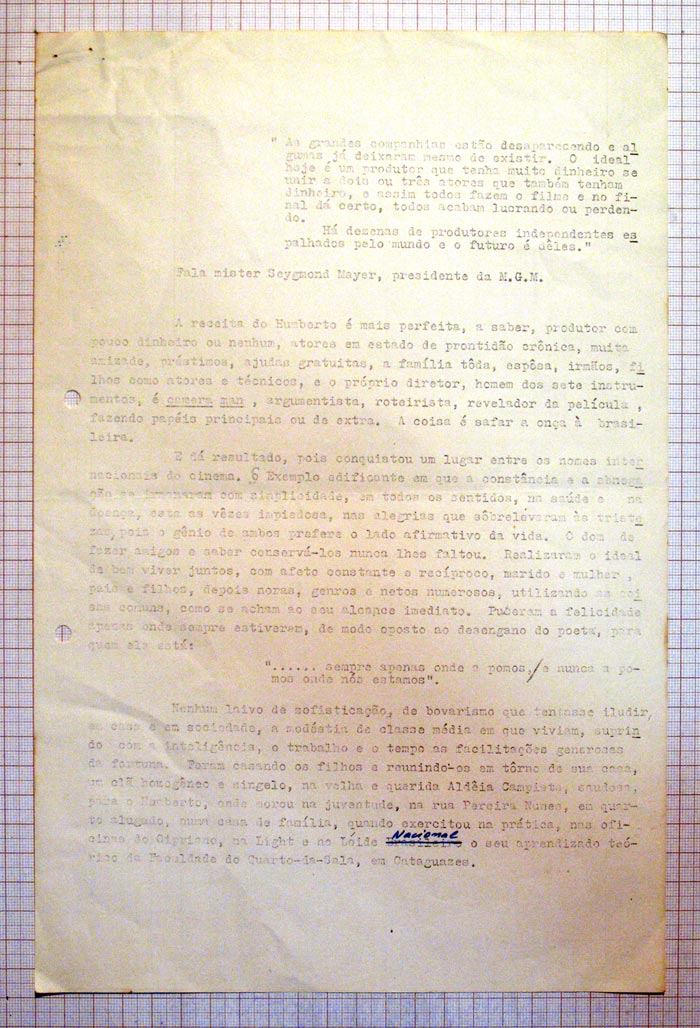 " As grandes companhias estão desaparecendo e al
gumas já deixaram mesmo de existir. O ideal
hoje é um produtor que tenha muito dinheiro se
unir a dois ou três atores que também tenham
dinheiro, e assim todos fazem o filme e no fi-
nal dá certo, todos acabam lucrando ou perden-
do.
Há dezenas de produtores independentes es
palhados pelo mundo e o futuro é dêles."
Fala mister Seygmond Mayer, presidente da M.G.M.
A receita do Humberto é mais perfeita, a saber, produtor com
pouco dinheiro ou nenhum, atores em estado de prontidão crônica, muita
amizade, préstimos, ajudas gratuitas, a família tôda, espôsa, irmãos, fi
lhos como atores e técnicos, e o próprio diretor, homem dos sete instru-
mentos, é camera man , argumentista, roteirista, revelador da película ,
fazendo papéis principais ou de extra. A coisa é safar a onça à brasi-
leira.
E dá resultado, pois conquistou um lugar entre os nomes inter
nacionais do cinema. 6 Exemplo edificante em que a constância e a abnega
ção se irmanaram com simplicidade, em todos os sentidos, na saúde e na
doença, esta as vêzes impiedosa, nas alegrias que sôbrelevaram às triste
zas, pois o gênio de ambos prefere o lado afirmativo da vida. O dom de
fazer amigos e saber conservá-los nunca lhes faltou. Realizaram o ideal
de bem viver juntos, com afeto constante e recíproco, marido e mulher ,
pais e filhos, depois noras, genros e netos numerosos, utilizando as coi
sas comuns, como se acham ao seu alcance imediato. Puseram a felicidade
apenas onde sempre estiveram, de modo oposto ao desengano do poeta, para
quem ela está:
"...... sempre apenas onde a pomos,/e nunca a po-
mos onde nós estamos".
Nenhum laivo de sofisticação, de bovarismo que tentasse iludir,
em casa e em sociedade, a modéstia de classe média em que viviam, suprin
do com a inteligência, o trabalho e o tempo as facilitações generosas
da fortuna. Foram casando os filhos e reunindo-os em tôrno de sua casa,
um clã homogêneo e singelo, na velha e querida Aldêia Campista, saudosa,
para o Humberto, onde morou na juventude, na rua Pereira Nunes, em quar-
to alugado, numa casa de família, quando exercitou na prática, nas ofi-
Nacional
cinas do Cipriano, na Light e no Lóide Brasileiro o seu aprendizado teó-
rico da Faculdade do Quarto-da-Sala, em Cataguazes.